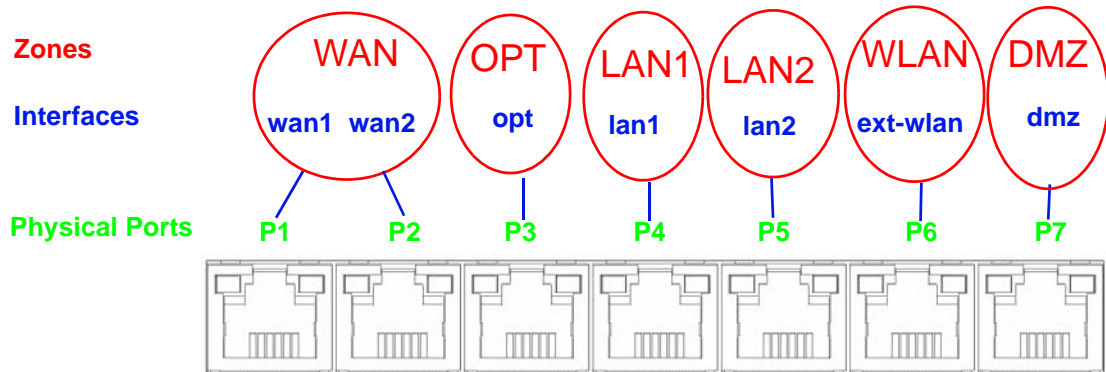 Zones WAN OPT LAN1 LAN2 WLAN DMZ
Interfaces wan1 wan2 opt lan1 lan2 ext-wlan dmz
Physical Ports P1 P2 P3 P4 P5 P6 P7